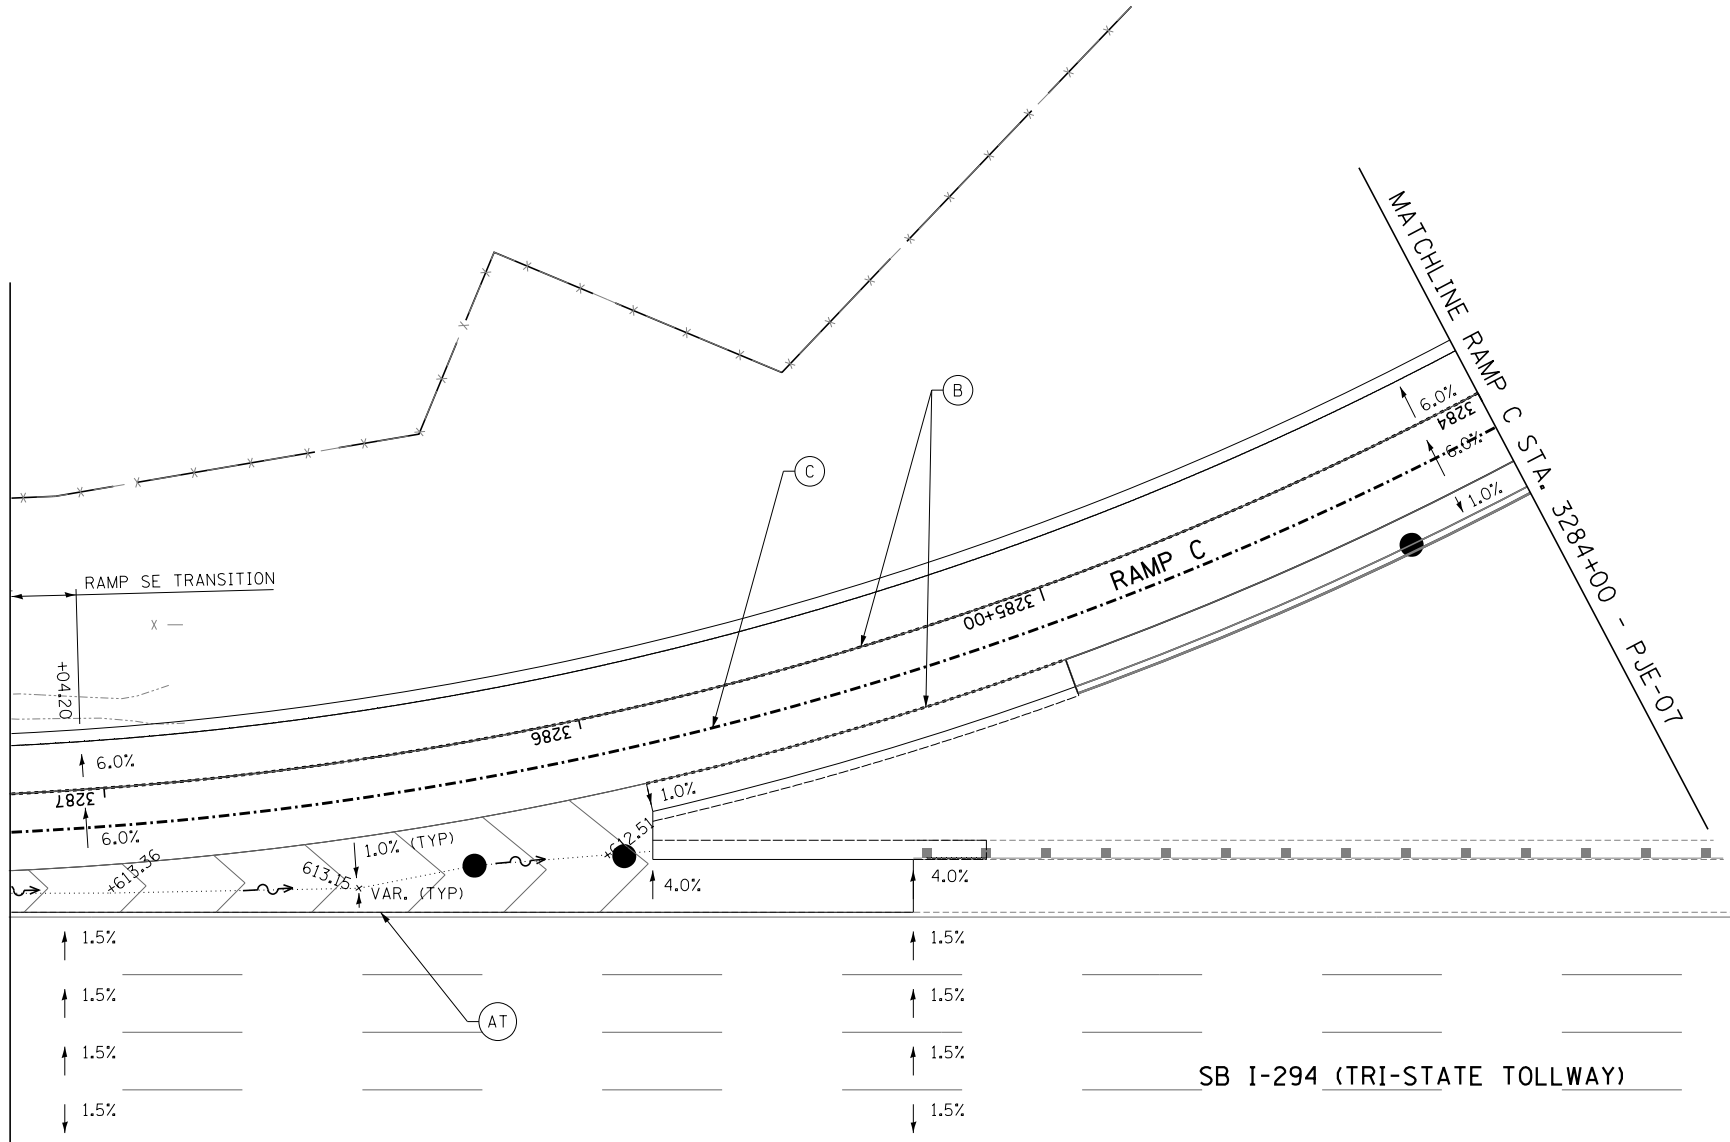 MATCHLINE RAMP C STA. 3284+00 - PJE-07
B
6.0%
3284
6.0%
C
1.0%
RAMP C
RAMP SE TRANSITION
3285+00
X
+04.20
3286
6.0%
1.0%
3287
6.0%
1.0% (TYP)
+612.51
+613.36
613.15
VAR. (TYP)
4.0%
4.0%
1.5%
1.5%
1.5%
1.5%
AT
1.5%
1.5%
SB I-294 (TRI-STATE TOLLWAY)
1.5%
1.5%